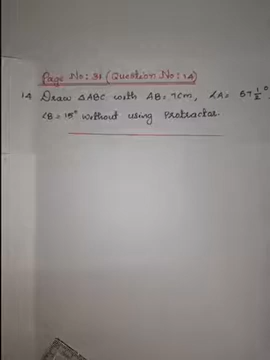 Page No: 31 (Question No: 14)
14 Draw △ABC with AB = 7cm, ∠A = 67½°
∠B = 15° without using Protractor